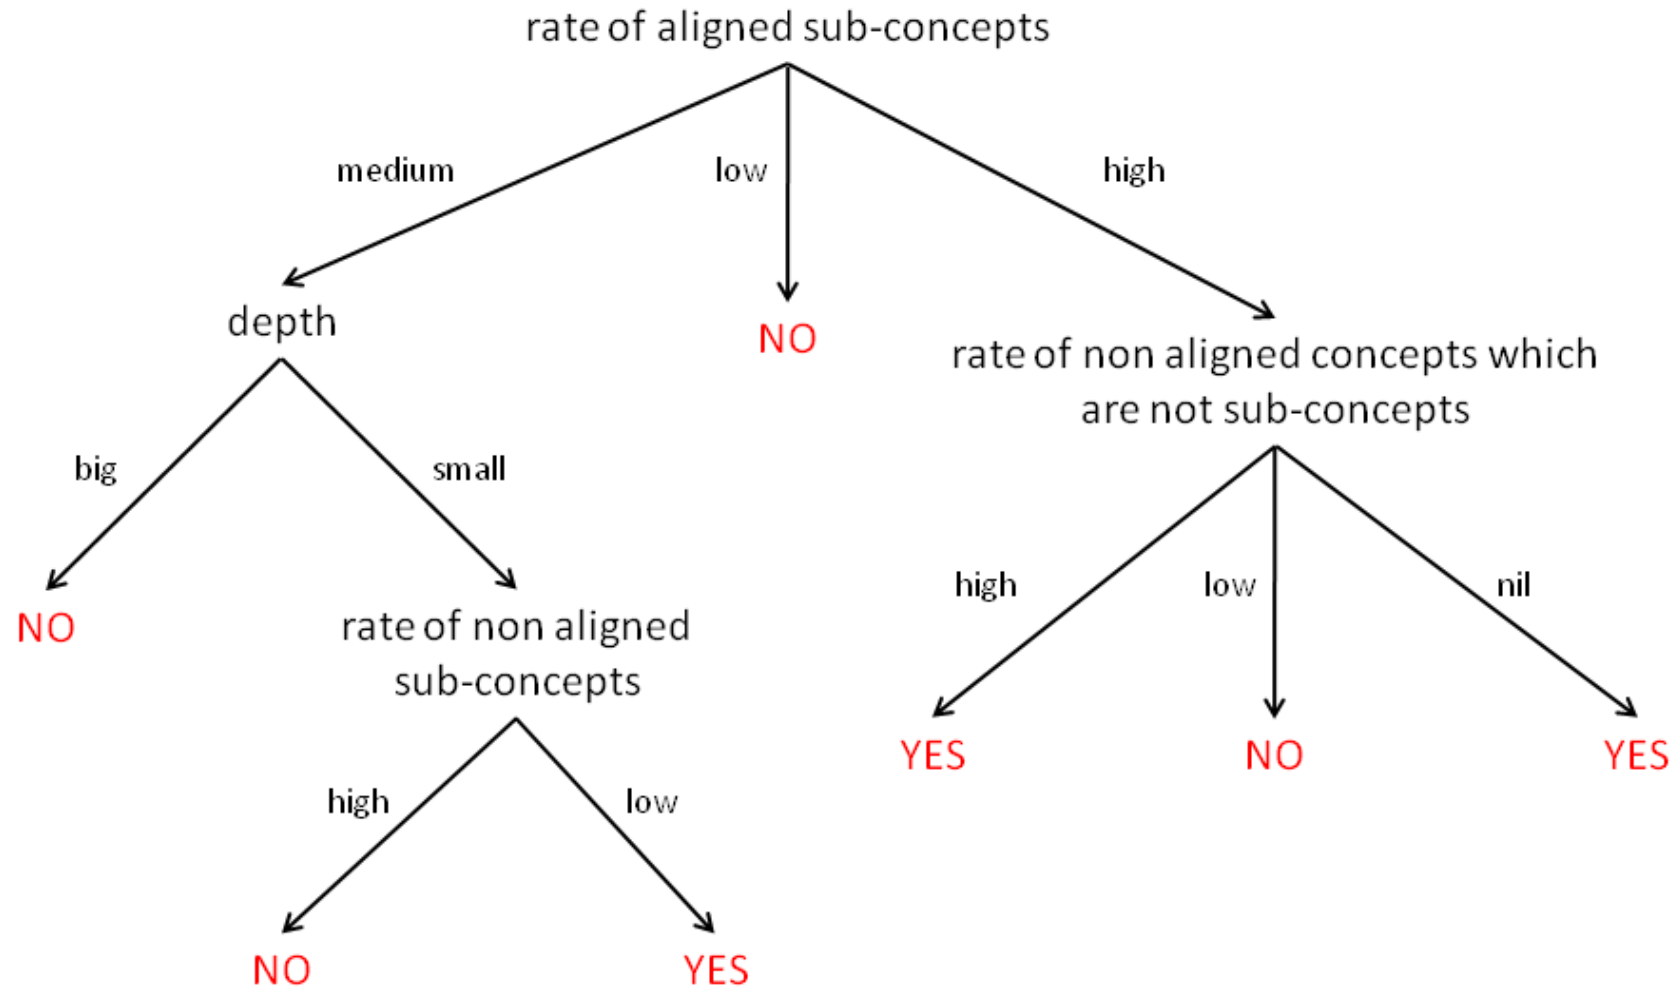 rate of aligned sub-concepts
medium
low
high
depth
NO
rate of non aligned concepts which
are not sub-concepts
big
small
high
low
nil
NO
rate of non aligned
sub-concepts
YES
NO
YES
high
low
NO
YES